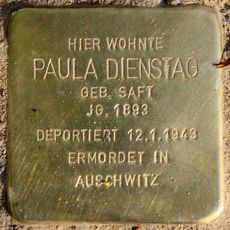 HIER WOHNTE
PAULA DIENSTAG
GEB. SAFT
JG. 1893
DEPORTIERT 12.1.1943
ERMORDET IN
AUSCHWITZ